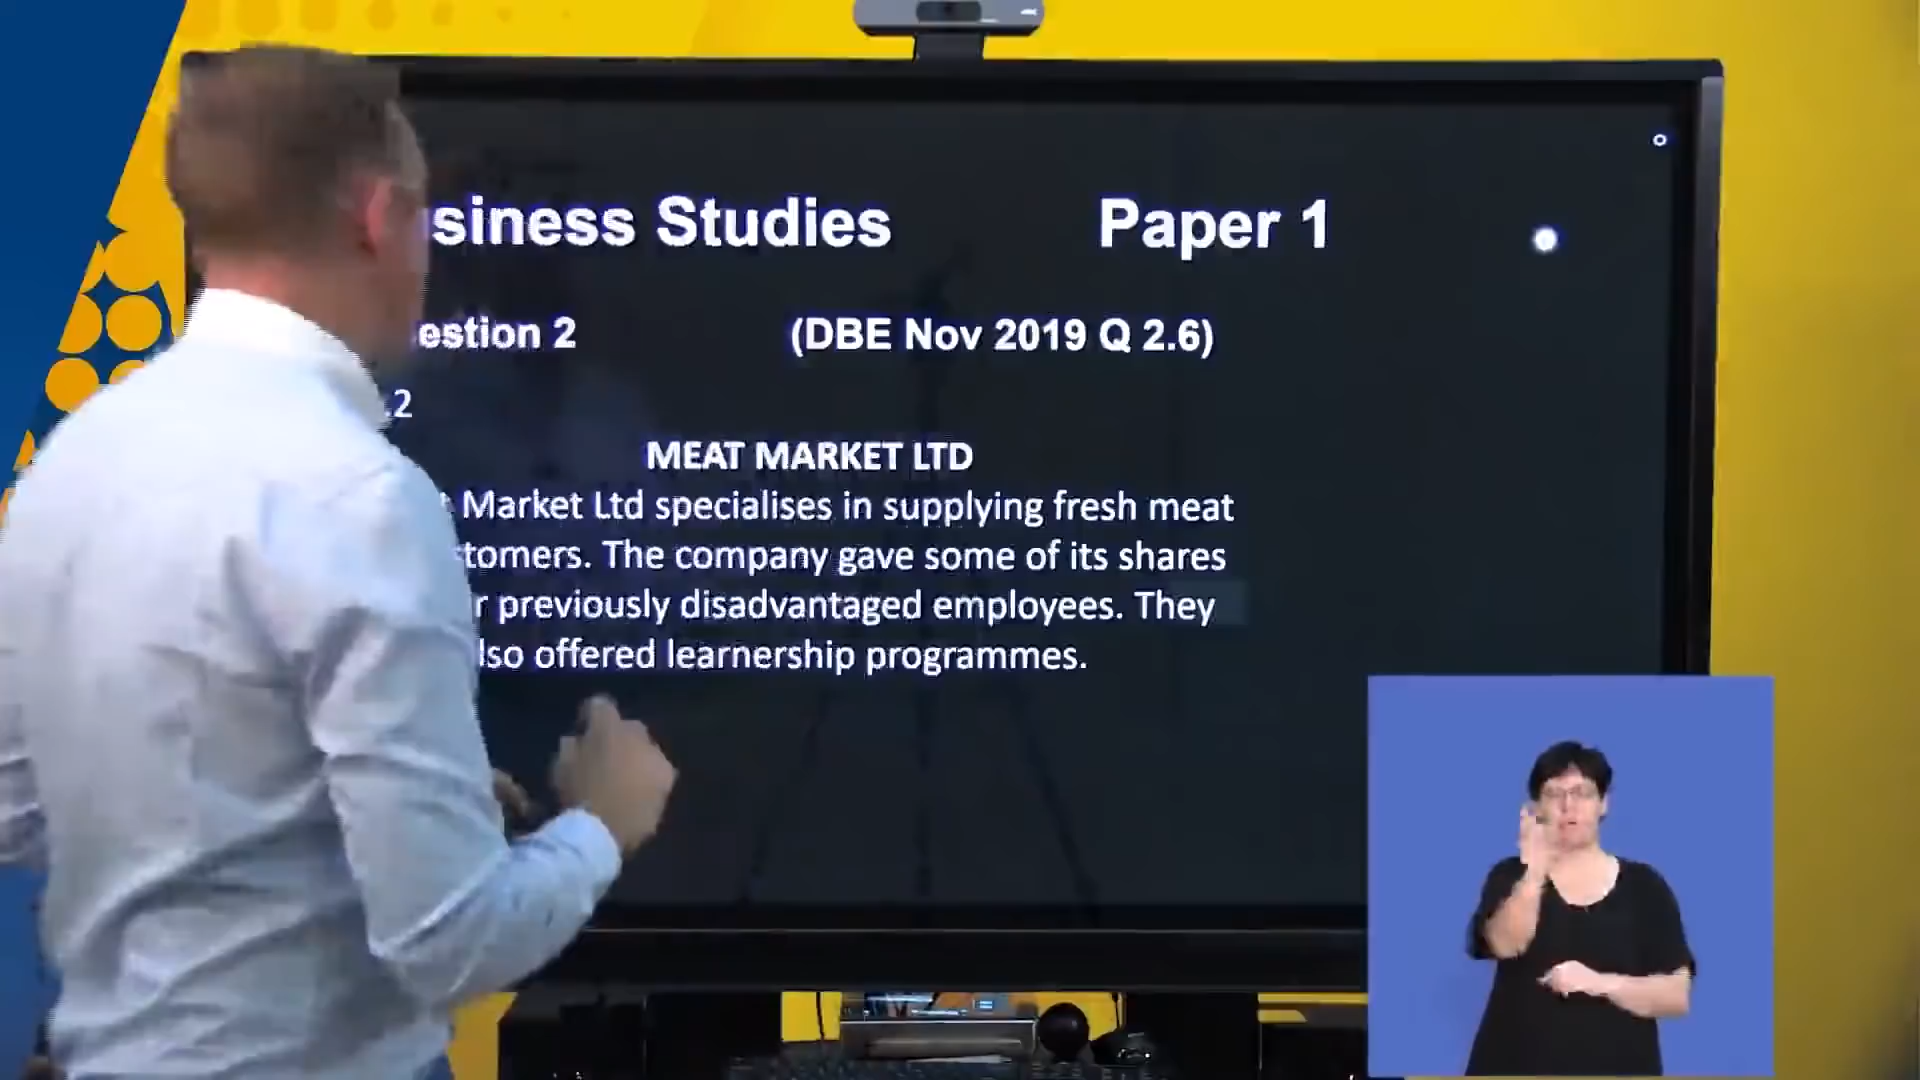 siness Studies Paper 1
estion 2 (DBE Nov 2019 Q 2.6)
.2
MEAT MARKET LTD
t Market Ltd specialises in supplying fresh meat
tomers. The company gave some of its shares
r previously disadvantaged employees. They
lso offered learnership programmes.